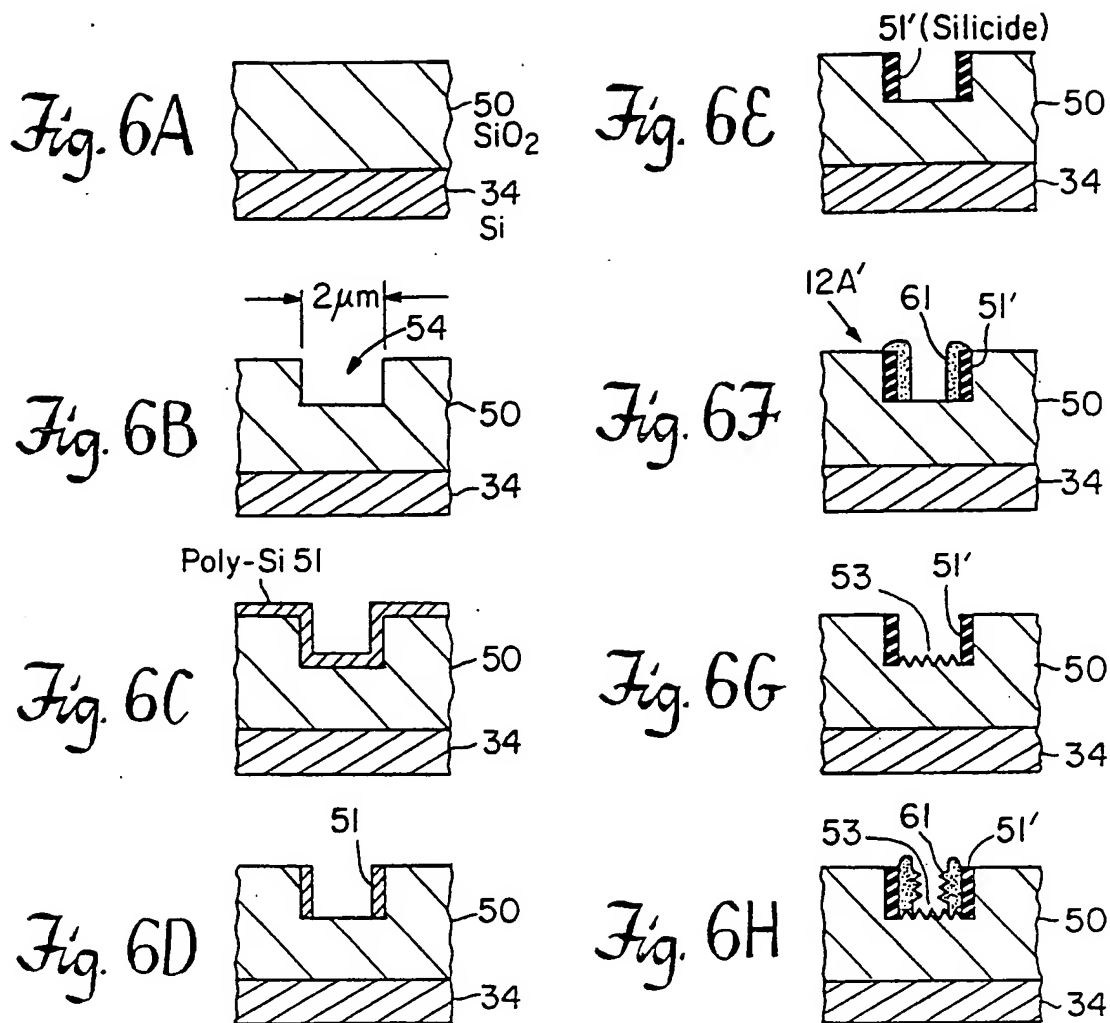 Fig. 6A
50
SiO2
34
Si
Fig. 6B
2μm
54
50
34
Fig. 6C
Poly-Si 51
50
34
Fig. 6D
51
50
34
Fig. 6E
51'(Silicide)
50
34
Fig. 6F
12A'
61
51'
50
34
Fig. 6G
53
51'
50
34
Fig. 6H
53
61
51'
50
34